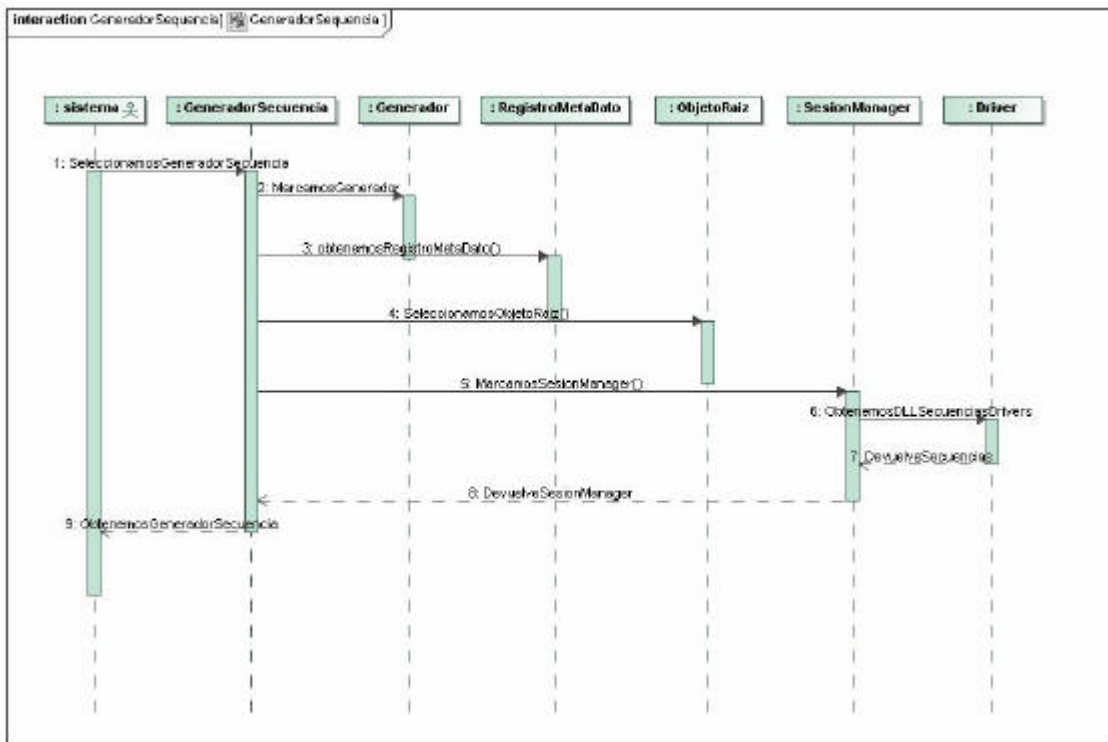 interaction GeneradorSequencia[ GeneradorSequencia ]
: sistema
: GeneradorSecuencia
: Generador
: RegistroMetaDato
: ObjetoRaiz
: SesionManager
: Driver
1: SeleccionamosGeneradorSecuencia
2: MarcamosGenerador
3: obtenemosRegistroMetaDato()
4: SeleccionamosObjetoRaiz()
5: MarcamosSesionManager()
6: ObtenemosDLLSecuenciasDrivers
7: DevuelveSecuencias
8: DevuelveSesionManager
9: ObtenemosGeneradorSecuencia